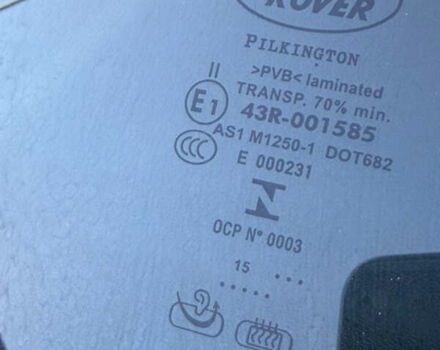 ROVER
PILKINGTON
II >PVB< laminated
E1 TRANSP. 70% min.
43R-001585
CCC AS1 M1250-1 DOT682
E 000231
OCP N° 0003
15 ...
.....